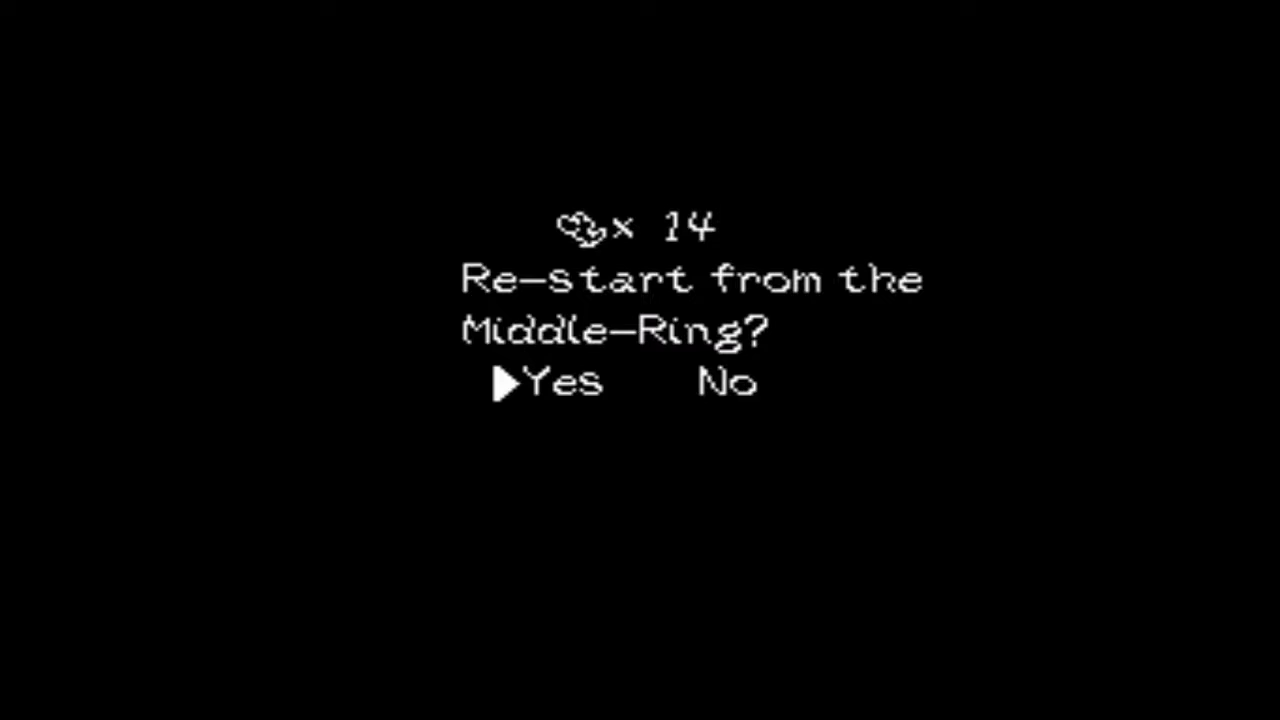 x 14
Re-start from the
Middle-Ring?
Yes No